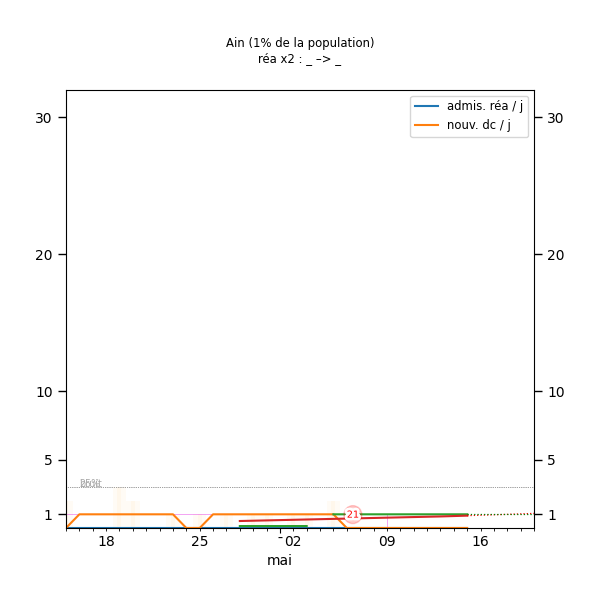 Ain (1% de la population)
réa x2 : _ –> _
admis. réa / j
nouv. dc / j
30 30
20 20
10 10
5 5
1 1
21
18 25 02 09 16
mai